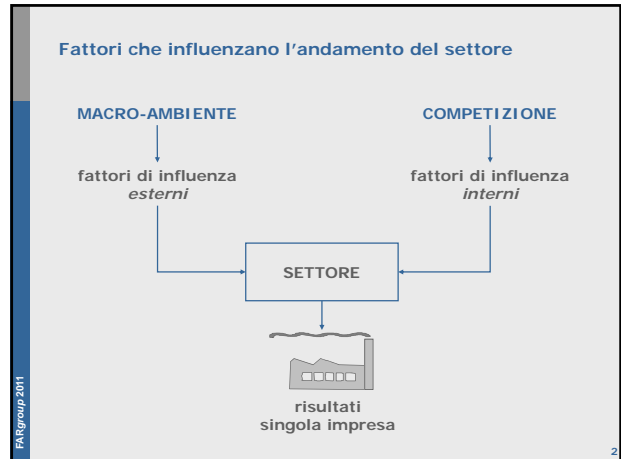 Fattori che influenzano l'andamento del settore
MACRO-AMBIENTE
COMPETIZIONE
fattori di influenza
esterni
fattori di influenza
interni
SETTORE
risultati
singola impresa
FARgroup 2011
2